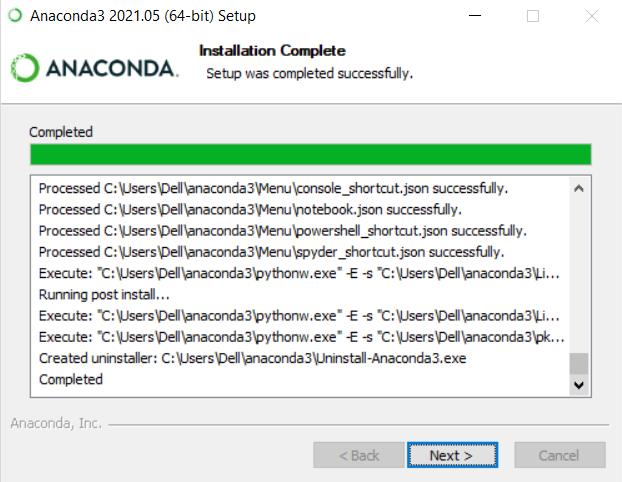 Anaconda3 2021.05 (64-bit) Setup
ANACONDA.
Installation Complete
Setup was completed successfully.
Completed
Processed C:\Users\Dell\anaconda3\Menu\console_shortcut.json successfully.
Processed C:\Users\Dell\anaconda3\Menu\notebook.json successfully.
Processed C:\Users\Dell\anaconda3\Menu\powershell_shortcut.json successfully.
Processed C:\Users\Dell\anaconda3\Menu\spyder_shortcut.json successfully.
Execute: "C:\Users\Dell\anaconda3\pythonw.exe" -E -s "C:\Users\Dell\anaconda3\Li...
Running post install...
Execute: "C:\Users\Dell\anaconda3\pythonw.exe" -E -s "C:\Users\Dell\anaconda3\Li...
Execute: "C:\Users\Dell\anaconda3\pythonw.exe" -E -s "C:\Users\Dell\anaconda3\pk...
Created uninstaller: C:\Users\Dell\anaconda3\Uninstall-Anaconda3.exe
Completed
Anaconda, Inc.
< Back
Next >
Cancel